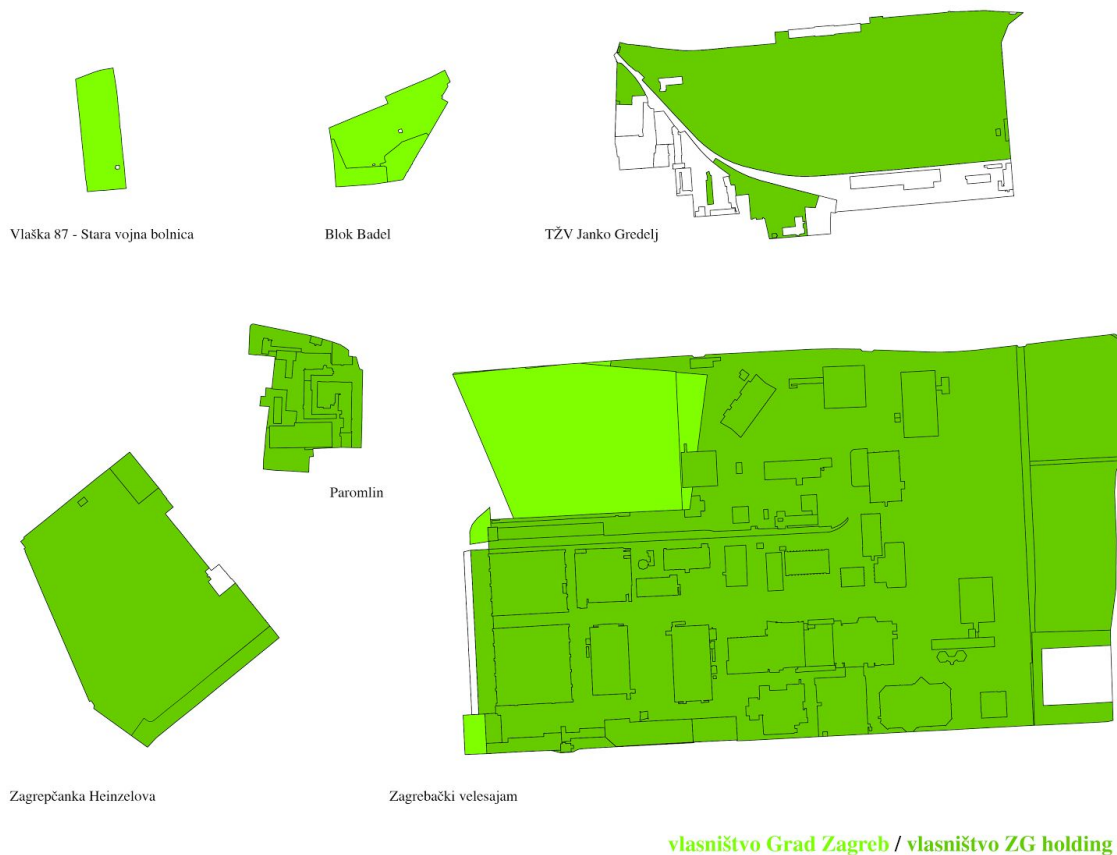 Vlaška 87 - Stara vojna bolnica
Blok Badel
TŽV Janko Gredelj
Paromlin
Zagrepčanka Heinzelova
Zagrebački velesajam
vlasništvo Grad Zagreb / vlasništvo ZG holding